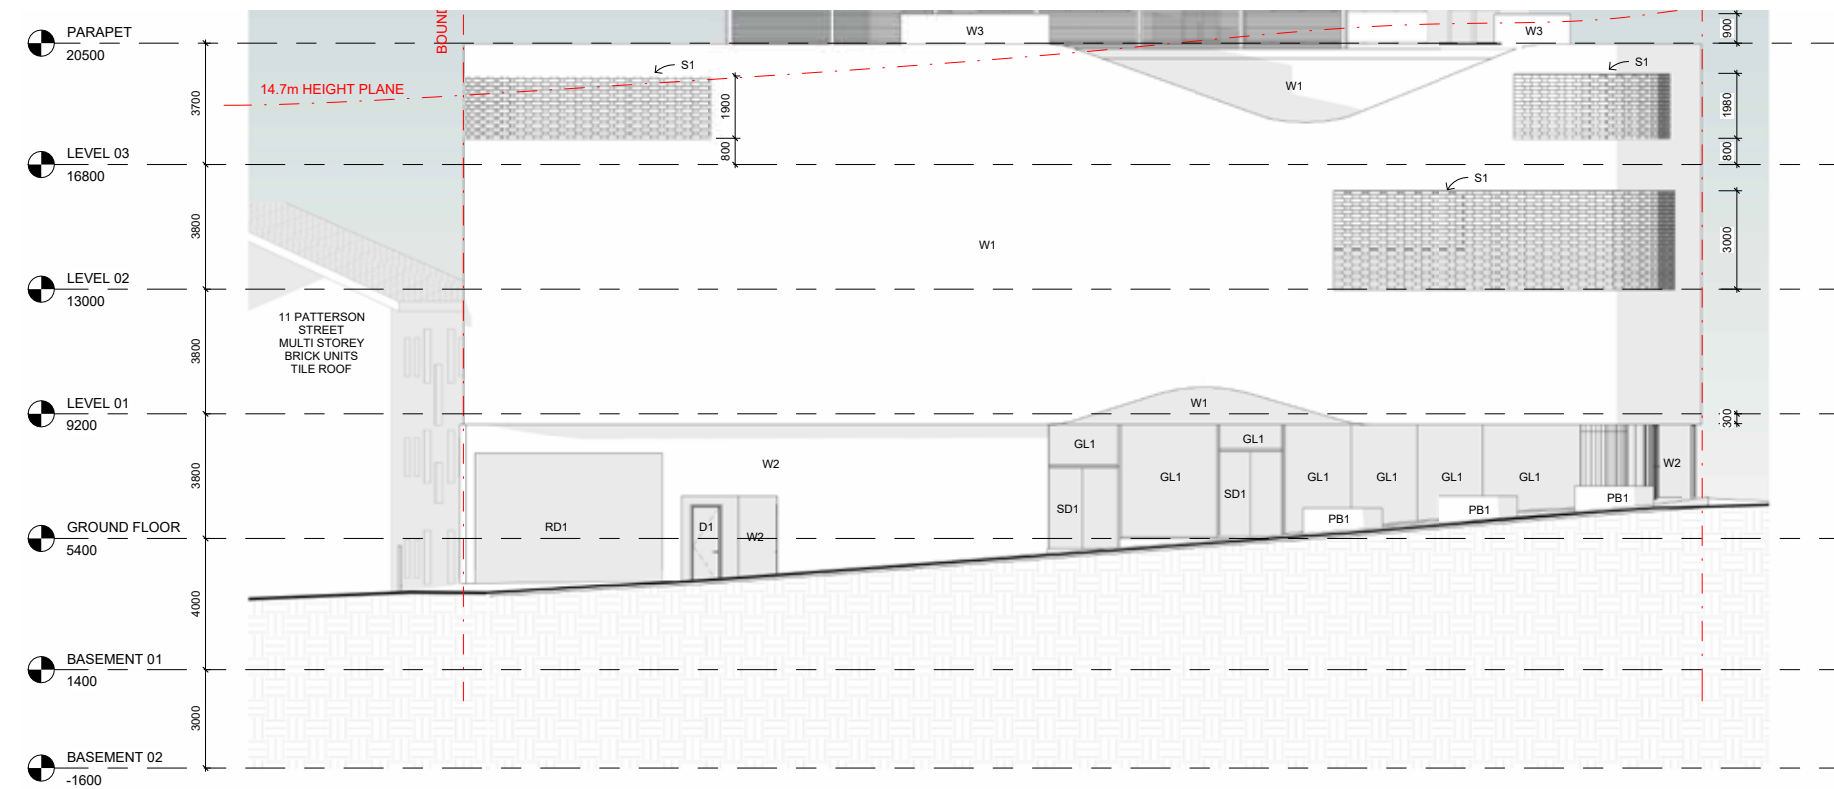 PARAPET
20500
BOUND
W3
W3
900
S1
S1
14.7m HEIGHT PLANE
W1
3700
1900
1980
LEVEL 03
16800
800
800
S1
3800
W1
3000
LEVEL 02
13000
11 PATTERSON
STREET
MULTI STOREY
BRICK UNITS
TILE ROOF
3800
LEVEL 01
9200
W1
300
GL1
GL1
W2
W2
3800
GL1
GL1
GL1
GL1
GL1
SD1
SD1
PB1
PB1
PB1
GROUND FLOOR
5400
RD1
D1
W2
4000
BASEMENT 01
1400
3000
BASEMENT 02
-1600